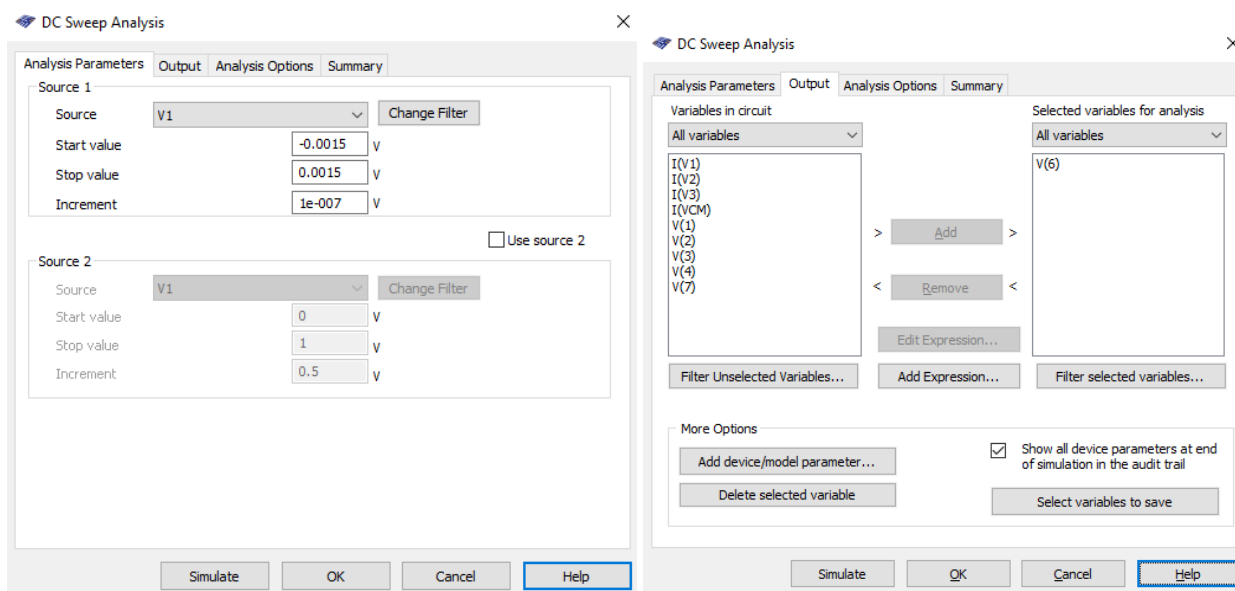 DC Sweep Analysis
Analysis Parameters Output Analysis Options Summary
Source 1
Source V1 Change Filter
Start value -0.0015 V
Stop value 0.0015 V
Increment 1e-007 V
Use source 2
Source 2
Source V1 Change Filter
Start value 0 V
Stop value 1 V
Increment 0.5 V
Simulate OK Cancel Help
DC Sweep Analysis
Analysis Parameters Output Analysis Options Summary
Variables in circuit Selected variables for analysis
All variables All variables
I(V1) V(6)
I(V2)
I(V3)
I(VCM)
V(1)
V(2)
V(3)
V(4)
V(7)
> Add >
< Remove <
Edit Expression...
Filter Unselected Variables... Add Expression... Filter selected variables...
More Options
Add device/model parameter...
Delete selected variable
Show all device parameters at end
of simulation in the audit trail
Select variables to save
Simulate OK Cancel Help